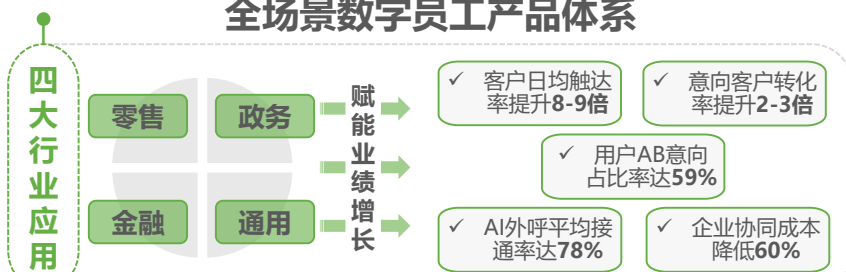 全场景数字员工产品体系
四大行业应用
零售
政务
金融
通用
赋能业绩增长
✓ 客户日均触达
率提升8-9倍
✓ 意向客户转化
率提升2-3倍
✓ 用户AB意向
占比率达59%
✓ AI外呼平均接
通率达78%
✓ 企业协同成本
降低60%